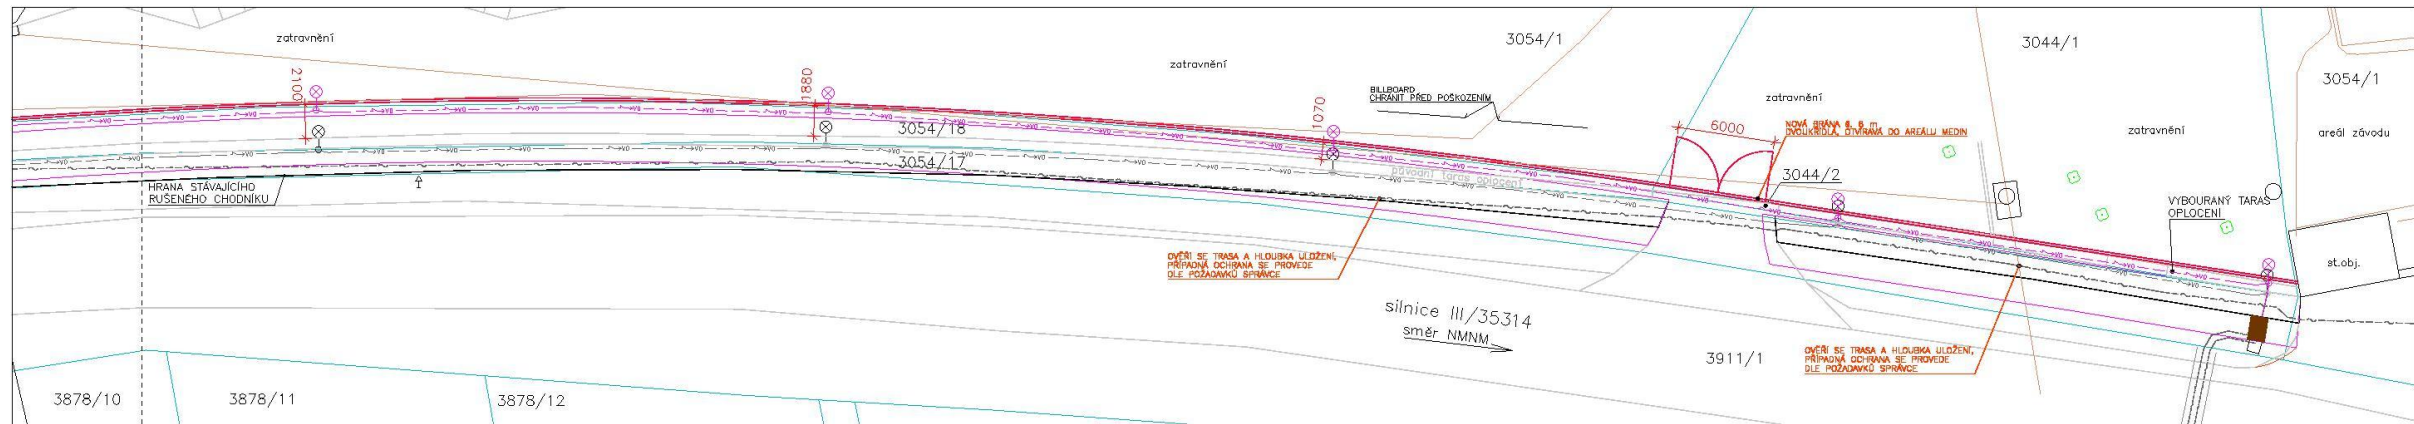 zatravnění
zatravnění
3054/1
3044/1
3054/1
2100
1880
1070
BILLBOARD
CHRÁNIT PŘED POŠKOZENÍM
zatravnění
6000
NOVÁ BRÁNA š. 6 m
DVOUKŘÍDLÁ, OTVÍRAVÁ DO AREÁLU MEDIN
zatravnění
areál závodu
3054/18
3054/17
původní taras oplocení
3044/2
HRANA STÁVAJÍCÍHO
RUŠENÉHO CHODNÍKU
VYBOURANÝ TARAS
OPLOCENÍ
OVĚŘÍ SE TRASA A HLOUBKA ULOŽENÍ,
PŘÍPADNÁ OCHRANA SE PROVEDE
DLE POŽADAVKŮ SPRÁVCE
st.obj.
silnice III/35314
směr NMNM
3911/1
OVĚŘÍ SE TRASA A HLOUBKA ULOŽENÍ,
PŘÍPADNÁ OCHRANA SE PROVEDE
DLE POŽADAVKŮ SPRÁVCE
3878/10
3878/11
3878/12